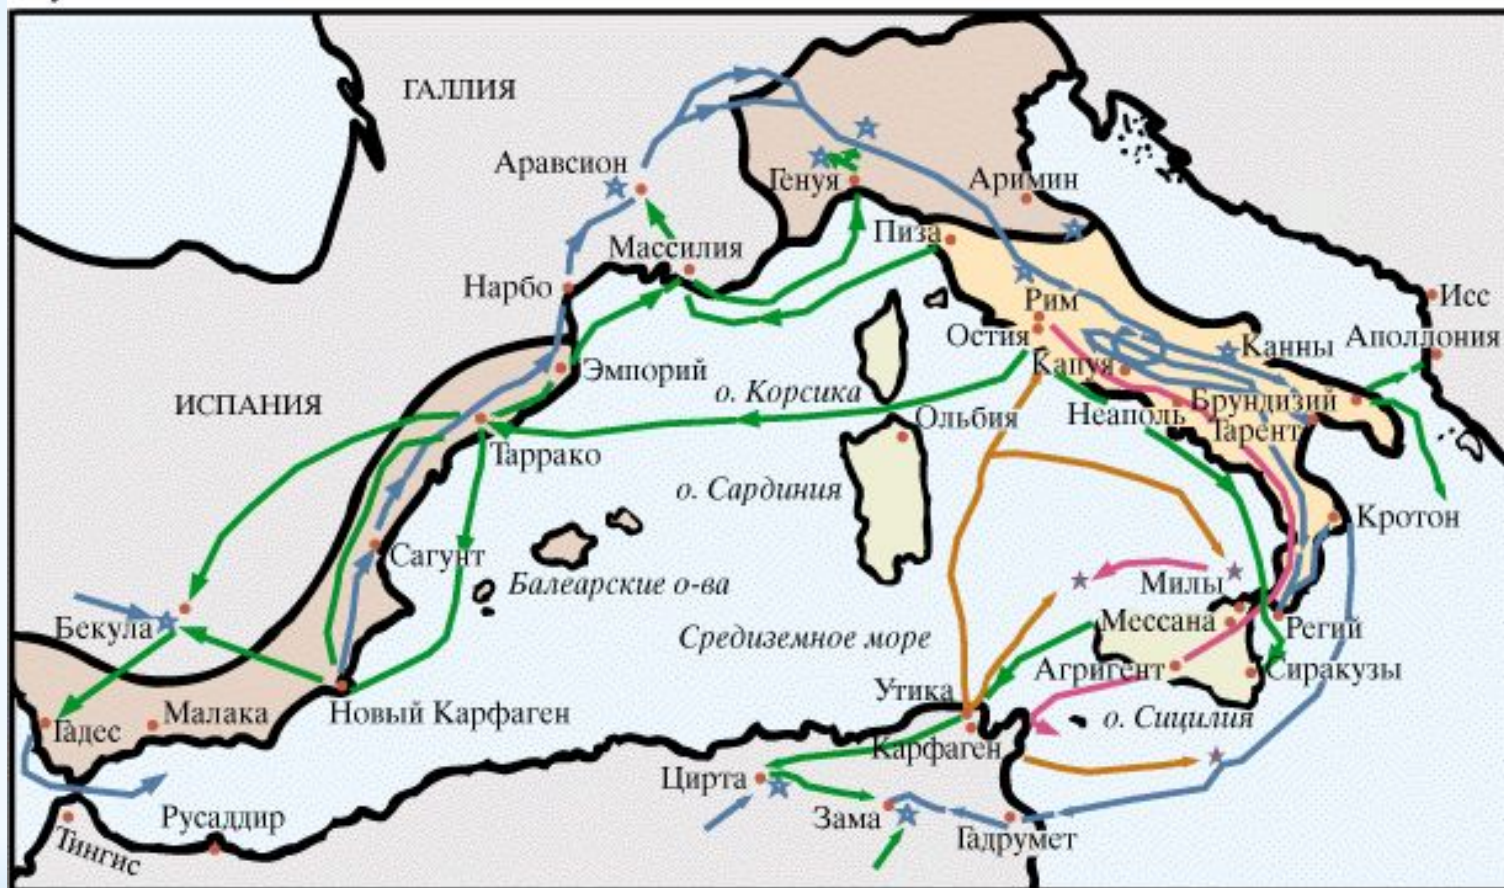 ГАЛЛИЯ
Аравсион
Генуя
Аримин
Массилия
Пиза
Нарбо
Рим
Исс
Остия
Аполлония
Канны
Капуя
Эмпорий
о. Корсика
ИСПАНИЯ
Брундизий
Неаполь
Ольбия
Тарент
Таррако
о. Сардиния
Кротон
Сагунт
Балеарские о-ва
Милы
Бекула
Средиземное море
Мессана
Регий
Агригент
Сиракузы
Утика
Гадес
Малака
Новый Карфаген
о. Сицилия
Карфаген
Цирта
Русаддир
Зама
Гадрумет
Тингис